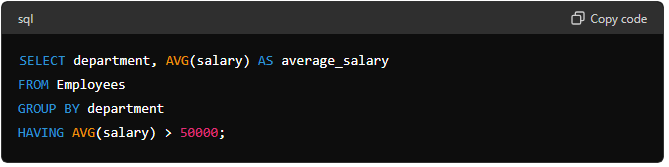 sql
Copy code
SELECT department, AVG(salary) AS average_salary
FROM Employees
GROUP BY department
HAVING AVG(salary) > 50000;